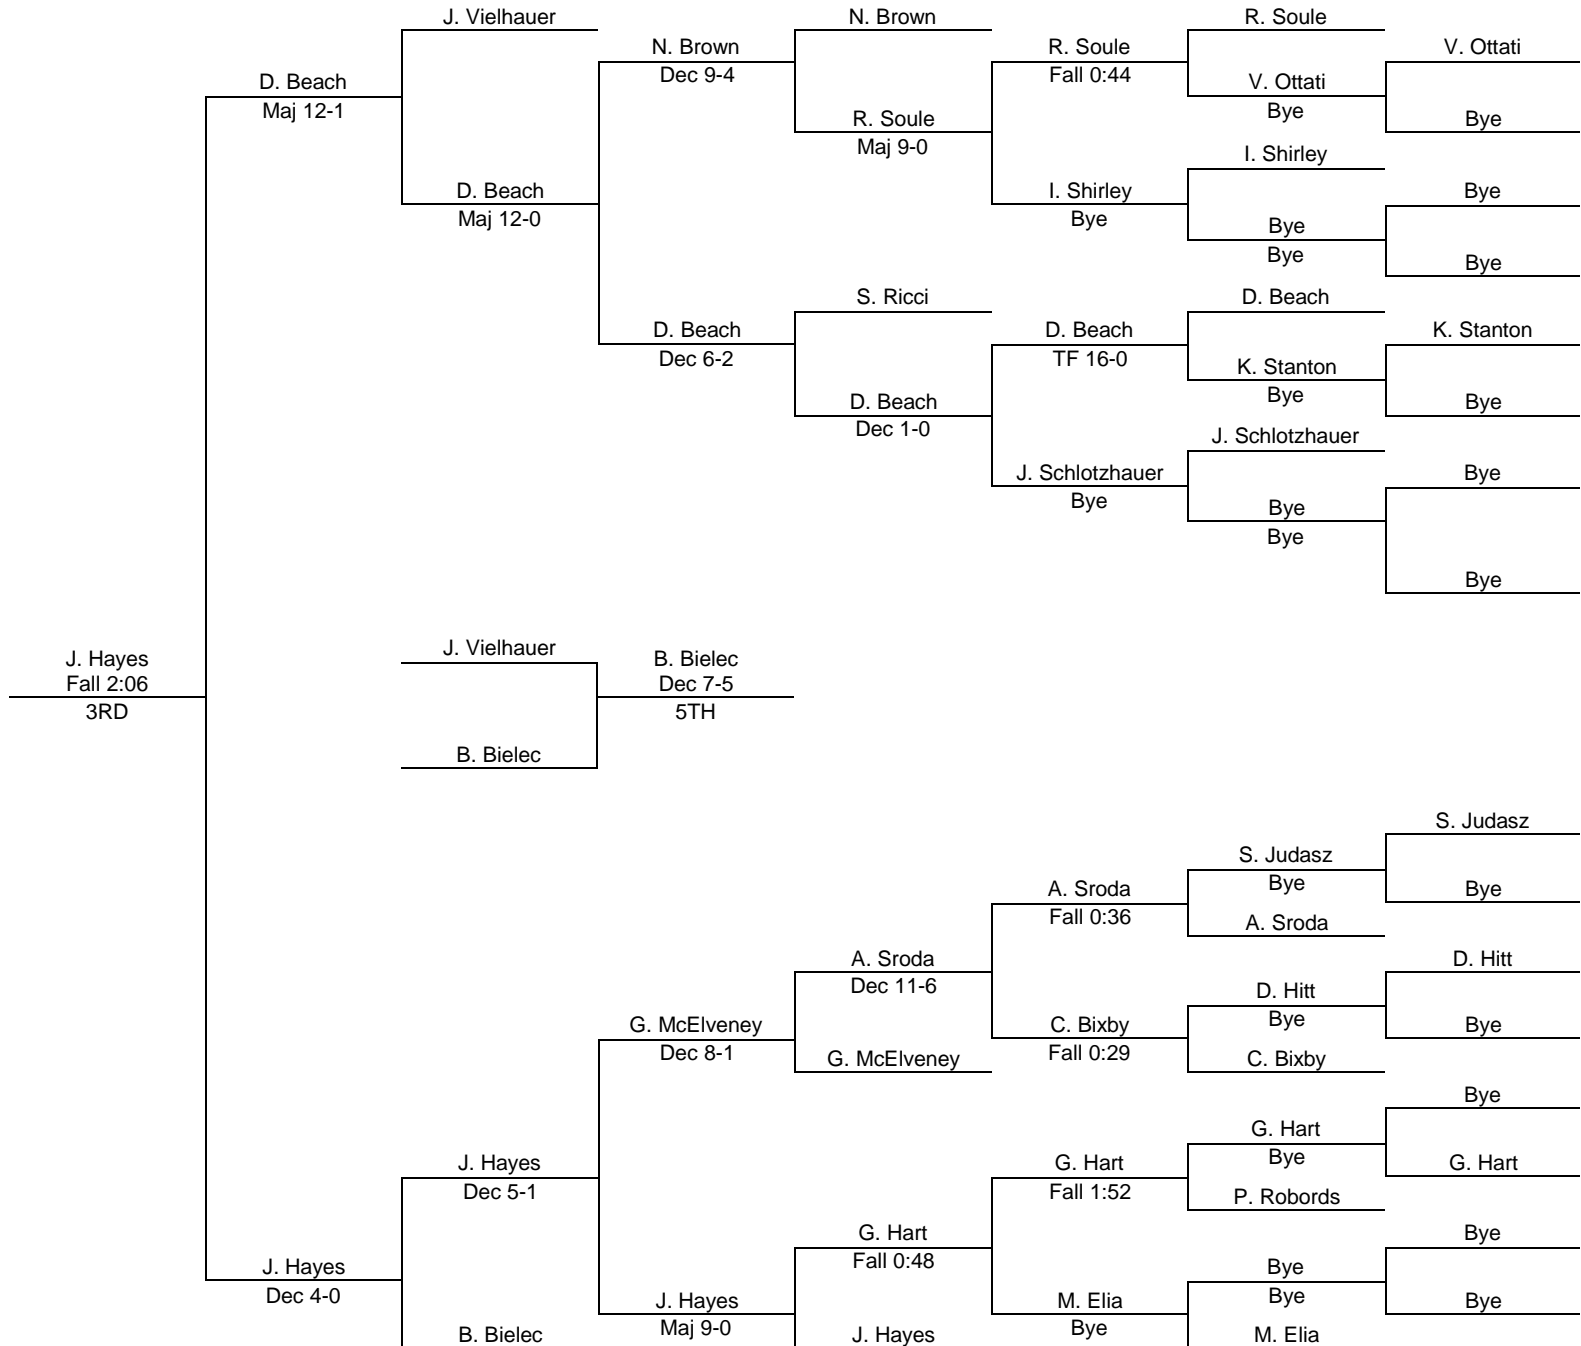 J. Vielhauer
N. Brown
R. Soule
N. Brown
Dec 9-4
R. Soule
Fall 0:44
V. Ottati
D. Beach
Maj 12-1
V. Ottati
Bye
R. Soule
Maj 9-0
Bye
I. Shirley
D. Beach
Maj 12-0
I. Shirley
Bye
Bye
Bye
Bye
Bye
S. Ricci
D. Beach
D. Beach
Dec 6-2
D. Beach
TF 16-0
K. Stanton
K. Stanton
Bye
D. Beach
Dec 1-0
Bye
J. Schlotzhauer
J. Schlotzhauer
Bye
Bye
Bye
Bye
Bye
J. Vielhauer
J. Hayes
Fall 2:06
3RD
B. Bielec
Dec 7-5
5TH
B. Bielec
S. Judasz
S. Judasz
Bye
A. Sroda
Fall 0:36
Bye
A. Sroda
A. Sroda
Dec 11-6
D. Hitt
D. Hitt
Bye
G. McElveney
Dec 8-1
C. Bixby
Fall 0:29
Bye
G. McElveney
C. Bixby
Bye
G. Hart
Bye
J. Hayes
Dec 5-1
G. Hart
Fall 1:52
G. Hart
P. Robords
G. Hart
Fall 0:48
Bye
J. Hayes
Dec 4-0
Bye
Bye
J. Hayes
Maj 9-0
M. Elia
Bye
Bye
B. Bielec
J. Hayes
M. Elia